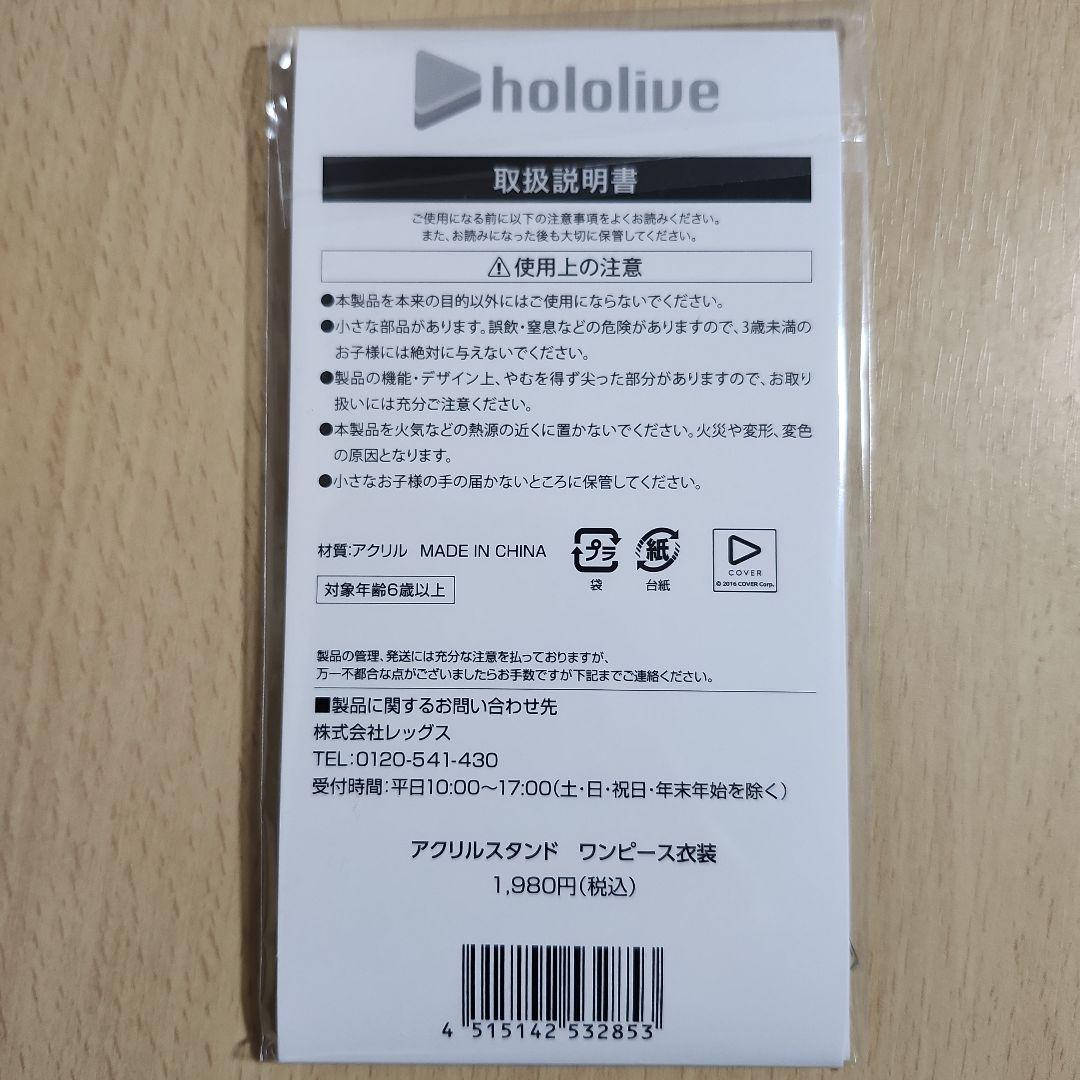 hololive
取扱説明書
ご使用になる前に以下の注意事項をよくお読みください。
また、お読みになった後も大切に保管してください。
⚠使用上の注意
●本製品を本来の目的以外にはご使用にならないでください。
●小さな部品があります。誤飲・窒息などの危険がありますので、3歳未満の
お子様には絶対に与えないでください。
●製品の機能・デザイン上、やむを得ず尖った部分がありますので、お取り
扱いには充分ご注意ください。
●本製品を火気などの熱源の近くに置かないでください。火災や変形、変色
の原因となります。
●小さなお子様の手の届かないところに保管してください。
材質:アクリル MADE IN CHINA
プラ
袋
紙
台紙
COVER
© 2016 COVER Corp.
対象年齢6歳以上
製品の管理、発送には充分な注意を払っておりますが、
万一不都合な点がございましたらお手数ですが下記までご連絡ください。
■製品に関するお問い合わせ先
株式会社レッグス
TEL:0120-541-430
受付時間:平日10:00〜17:00(土・日・祝日・年末年始を除く)
アクリルスタンド ワンピース衣装
1,980円(税込)
4 515142 532853